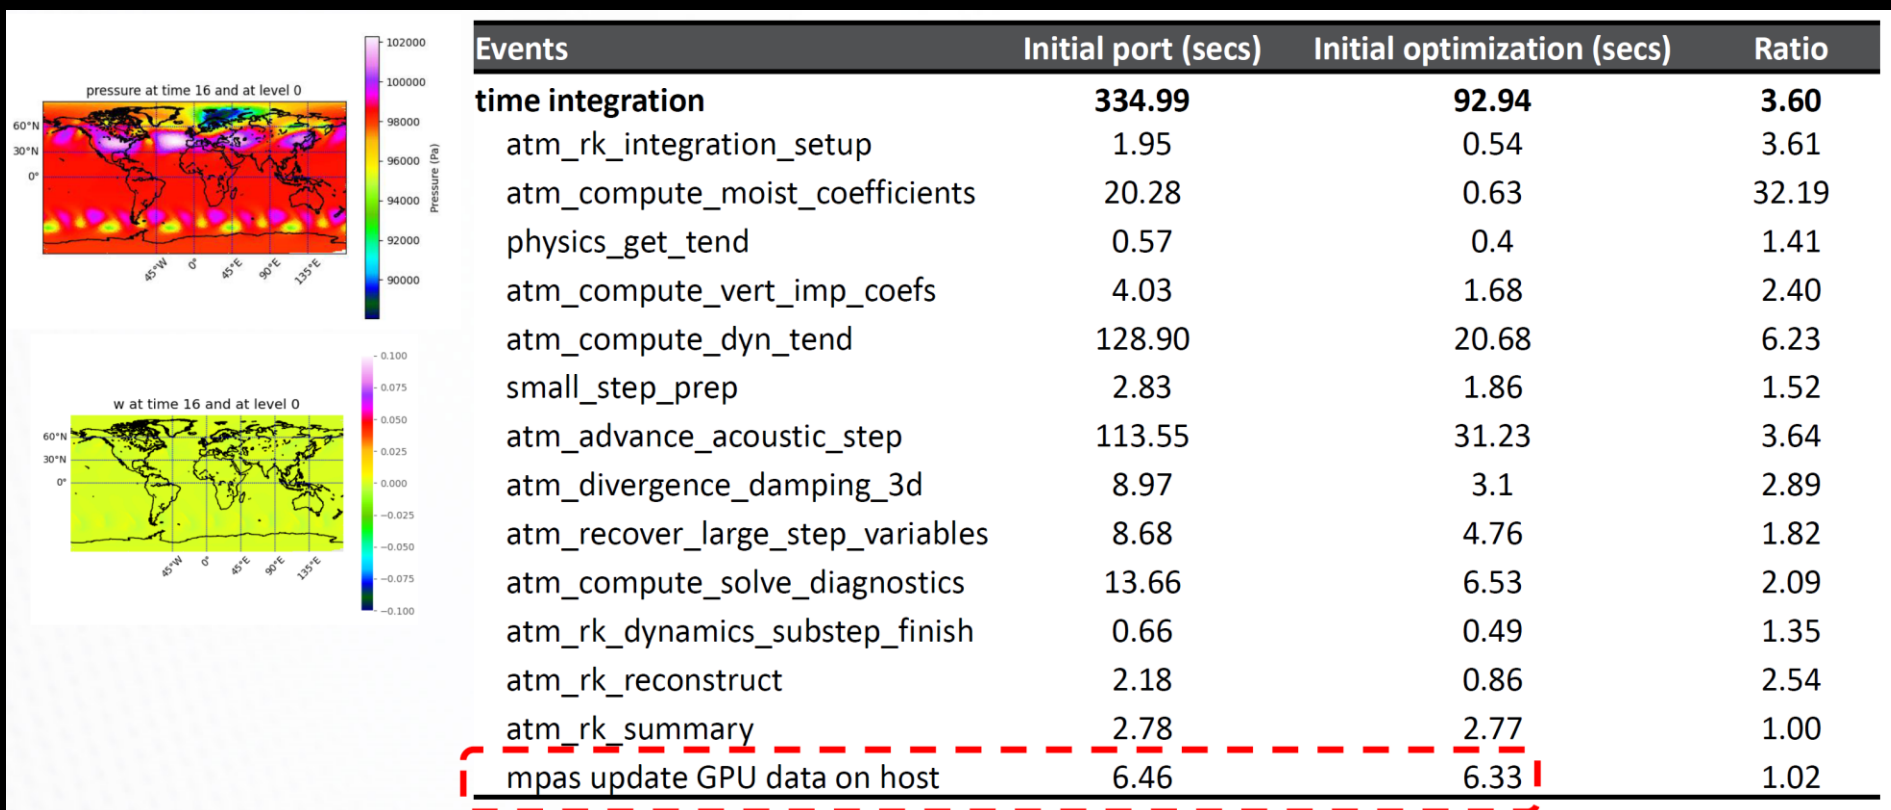 pressure at time 16 and at level 0
60°N
30°N
0°
45°W 0° 45°E 90°E 135°E
102000
100000
98000
96000
94000
92000
90000
Pressure (Pa)
w at time 16 and at level 0
60°N
30°N
0°
45°W 0° 45°E 90°E 135°E
0.100
0.075
0.050
0.025
0.000
−0.025
−0.050
−0.075
−0.100
Events Initial port (secs) Initial optimization (secs) Ratio
time integration 334.99 92.94 3.60
atm_rk_integration_setup 1.95 0.54 3.61
atm_compute_moist_coefficients 20.28 0.63 32.19
physics_get_tend 0.57 0.4 1.41
atm_compute_vert_imp_coefs 4.03 1.68 2.40
atm_compute_dyn_tend 128.90 20.68 6.23
small_step_prep 2.83 1.86 1.52
atm_advance_acoustic_step 113.55 31.23 3.64
atm_divergence_damping_3d 8.97 3.1 2.89
atm_recover_large_step_variables 8.68 4.76 1.82
atm_compute_solve_diagnostics 13.66 6.53 2.09
atm_rk_dynamics_substep_finish 0.66 0.49 1.35
atm_rk_reconstruct 2.18 0.86 2.54
atm_rk_summary 2.78 2.77 1.00
mpas update GPU data on host 6.46 6.33 1.02